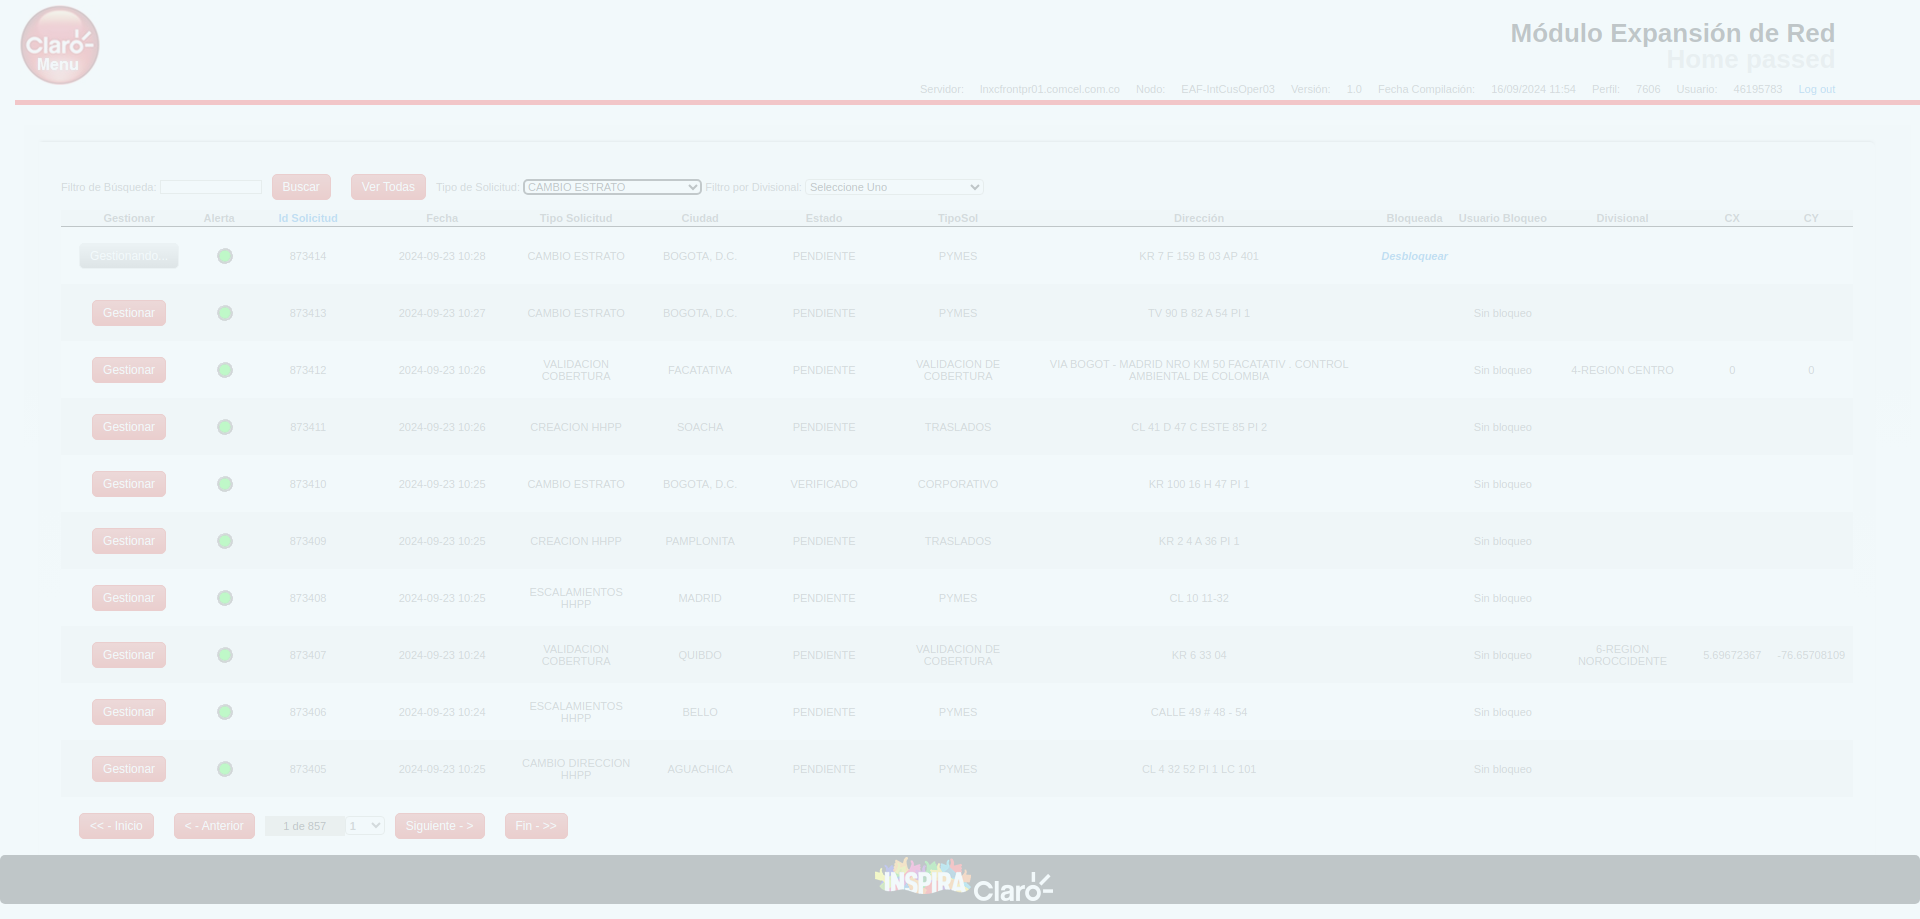 Claro
Menu
Módulo Expansión de Red
Home passed
Servidor: lnxcfrontpr01.comcel.com.co Nodo: EAF-IntCusOper03 Versión: 1.0 Fecha Compilación: 16/09/2024 11:54 Perfil: 7606 Usuario: 46195783 Log out
Filtro de Búsqueda: Buscar Ver Todas Tipo de Solicitud: CAMBIO ESTRATO Filtro por Divisional: Seleccione Uno
Gestionar Alerta Id Solicitud Fecha Tipo Solicitud Ciudad Estado TipoSol Dirección Bloqueada Usuario Bloqueo Divisional CX CY
Gestionando... 873414 2024-09-23 10:28 CAMBIO ESTRATO BOGOTA, D.C. PENDIENTE PYMES KR 7 F 159 B 03 AP 401 Desbloquear
Gestionar 873413 2024-09-23 10:27 CAMBIO ESTRATO BOGOTA, D.C. PENDIENTE PYMES TV 90 B 82 A 54 PI 1 Sin bloqueo
Gestionar 873412 2024-09-23 10:26 VALIDACION COBERTURA FACATATIVA PENDIENTE VALIDACION DE COBERTURA VIA BOGOT - MADRID NRO KM 50 FACATATIV . CONTROL AMBIENTAL DE COLOMBIA Sin bloqueo 4-REGION CENTRO 0 0
Gestionar 873411 2024-09-23 10:26 CREACION HHPP SOACHA PENDIENTE TRASLADOS CL 41 D 47 C ESTE 85 PI 2 Sin bloqueo
Gestionar 873410 2024-09-23 10:25 CAMBIO ESTRATO BOGOTA, D.C. VERIFICADO CORPORATIVO KR 100 16 H 47 PI 1 Sin bloqueo
Gestionar 873409 2024-09-23 10:25 CREACION HHPP PAMPLONITA PENDIENTE TRASLADOS KR 2 4 A 36 PI 1 Sin bloqueo
Gestionar 873408 2024-09-23 10:25 ESCALAMIENTOS HHPP MADRID PENDIENTE PYMES CL 10 11-32 Sin bloqueo
Gestionar 873407 2024-09-23 10:24 VALIDACION COBERTURA QUIBDO PENDIENTE VALIDACION DE COBERTURA KR 6 33 04 Sin bloqueo 6-REGION NOROCCIDENTE 5.69672367 -76.65708109
Gestionar 873406 2024-09-23 10:24 ESCALAMIENTOS HHPP BELLO PENDIENTE PYMES CALLE 49 # 48 - 54 Sin bloqueo
Gestionar 873405 2024-09-23 10:25 CAMBIO DIRECCION HHPP AGUACHICA PENDIENTE PYMES CL 4 32 52 PI 1 LC 101 Sin bloqueo
<< - Inicio < - Anterior 1 de 857 1 Siguiente - > Fin - >>
INSPIRA Claro